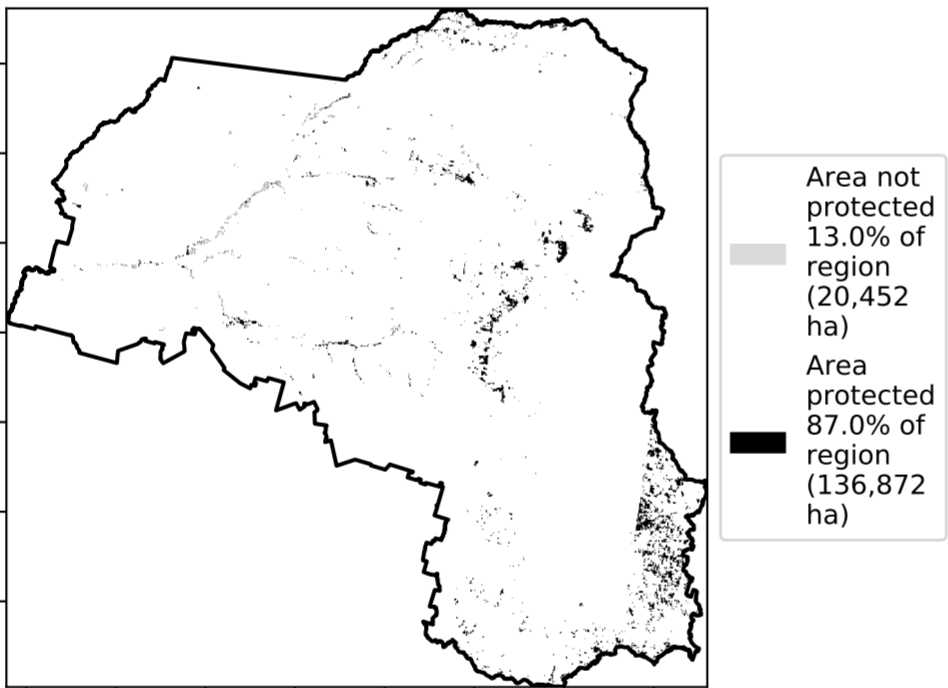 Area not
protected
13.0% of
region
(20,452
ha)
Area
protected
87.0% of
region
(136,872
ha)